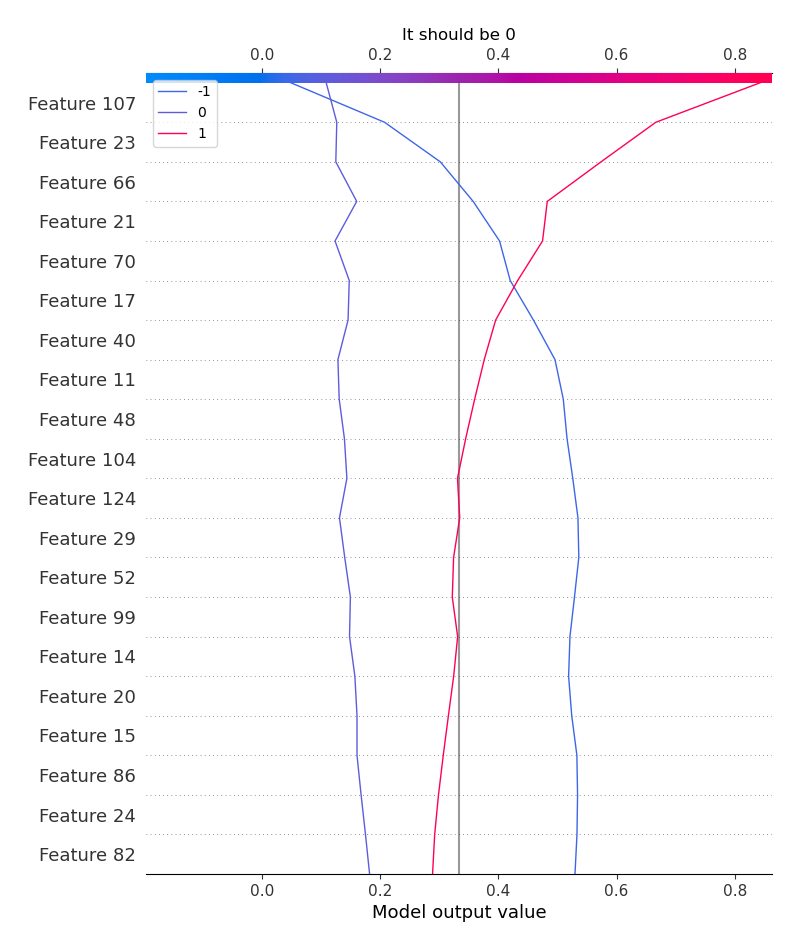 It should be 0
0.0 0.2 0.4 0.6 0.8
-1
0
1
Feature 107
Feature 23
Feature 66
Feature 21
Feature 70
Feature 17
Feature 40
Feature 11
Feature 48
Feature 104
Feature 124
Feature 29
Feature 52
Feature 99
Feature 14
Feature 20
Feature 15
Feature 86
Feature 24
Feature 82
0.0 0.2 0.4 0.6 0.8
Model output value